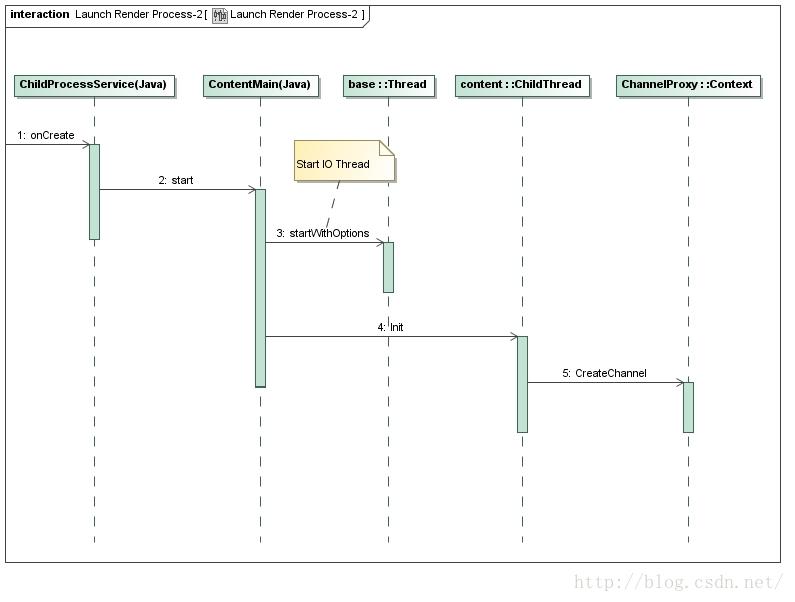 interaction Launch Render Process-2 [ Launch Render Process-2 ]
ChildProcessService(Java) ContentMain(Java) base ::Thread content ::ChildThread ChannelProxy ::Context
1: onCreate
Start IO Thread
2: start
3: startWithOptions
4: Init
5: CreateChannel
http://blog.csdn.net/